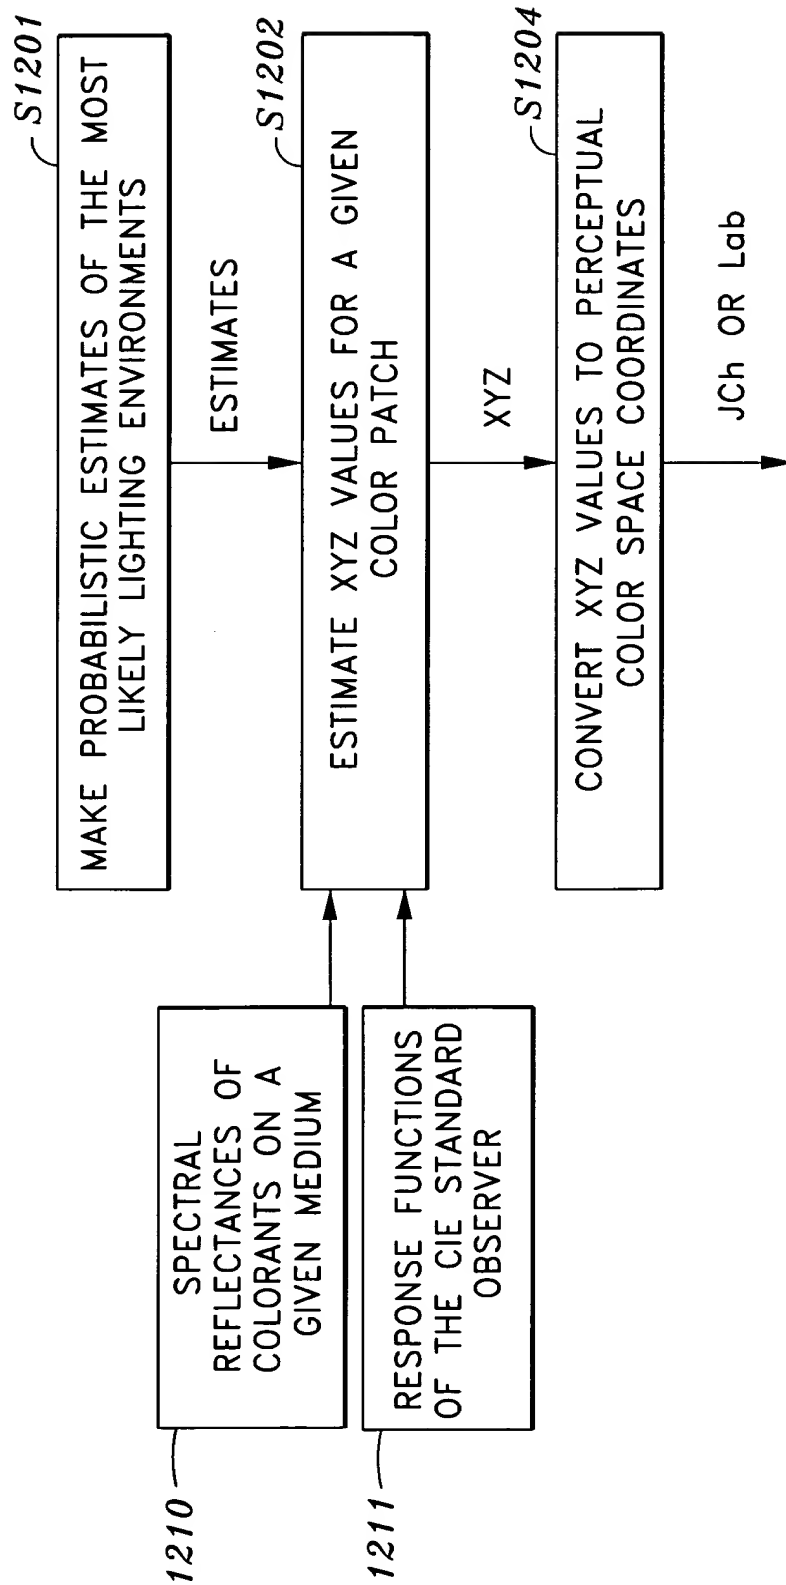 S1201
MAKE PROBABILISTIC ESTIMATES OF THE MOST
LIKELY LIGHTING ENVIRONMENTS
ESTIMATES
S1202
ESTIMATE XYZ VALUES FOR A GIVEN
COLOR PATCH
1210
SPECTRAL
REFLECTANCES OF
COLORANTS ON A
GIVEN MEDIUM
1211
RESPONSE FUNCTIONS
OF THE CIE STANDARD
OBSERVER
XYZ
S1204
CONVERT XYZ VALUES TO PERCEPTUAL
COLOR SPACE COORDINATES
JCh OR Lab